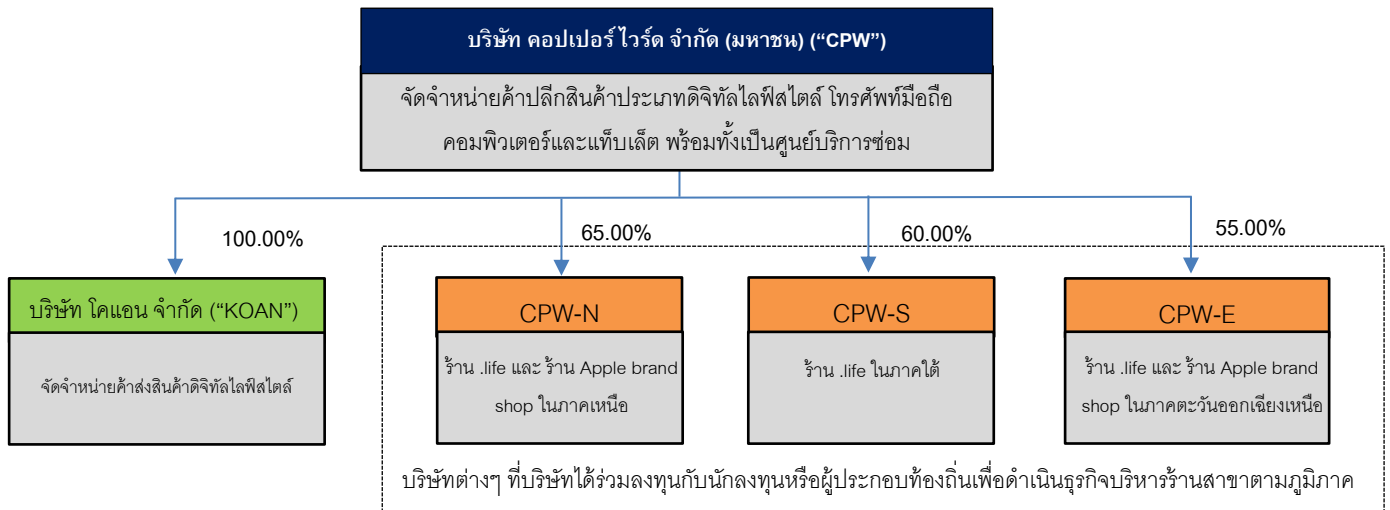 บริษัท คอปเปอร์ ไวร์ด จำกัด (มหาชน) (“CPW”)
จัดจำหน่ายค้าปลีกสินค้าประเภทดิจิทัลไลฟ์สไตล์ โทรศัพท์มือถือ
คอมพิวเตอร์และแท็บเล็ต พร้อมทั้งเป็นศูนย์บริการซ่อม
100.00%
65.00%
60.00%
55.00%
บริษัท โคแอน จำกัด (“KOAN”)
จัดจำหน่ายค้าส่งสินค้าดิจิทัลไลฟ์สไตล์
CPW-N
ร้าน .life และ ร้าน Apple brand
shop ในภาคเหนือ
CPW-S
ร้าน .life ในภาคใต้
CPW-E
ร้าน .life และ ร้าน Apple brand
shop ในภาคตะวันออกเฉียงเหนือ
บริษัทต่างๆ ที่บริษัทได้ร่วมลงทุนกับนักลงทุนหรือผู้ประกอบท้องถิ่นเพื่อดำเนินธุรกิจบริหารร้านสาขาตามภูมิภาค